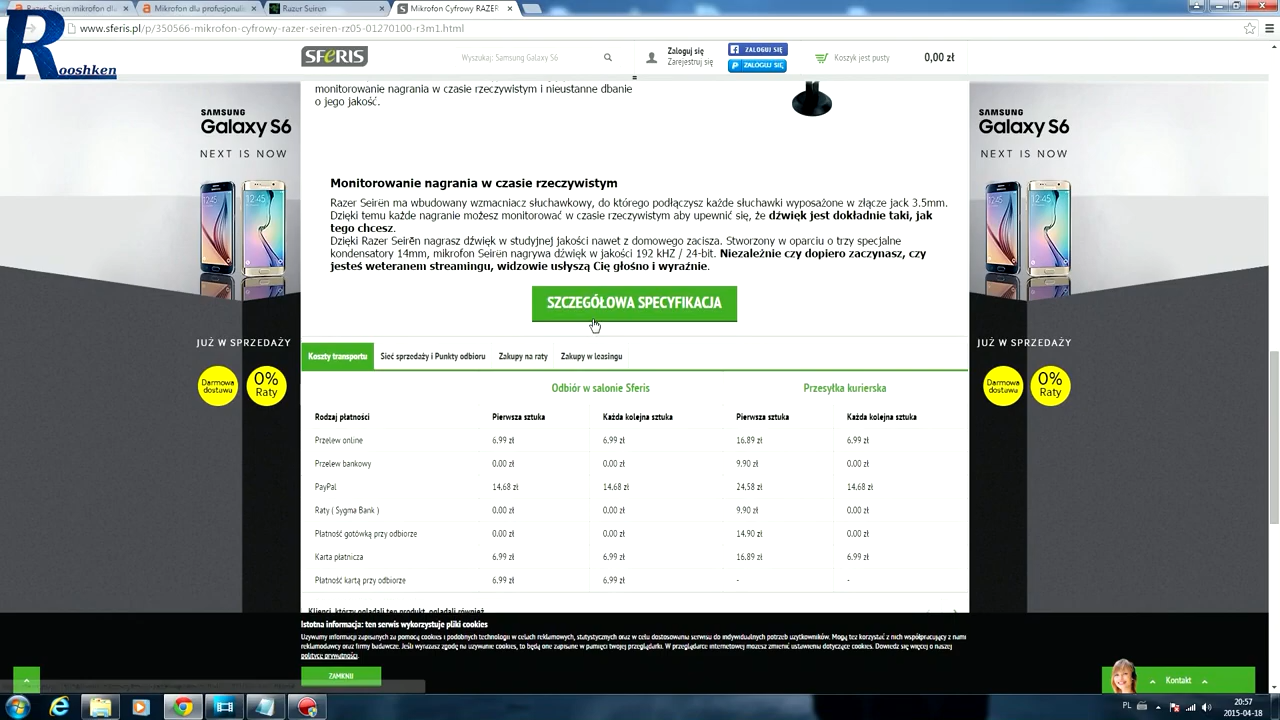 Razer Seiren mikrofon dl
Mikrofon dla profesjonali
Razer Seiren
Mikrofon Cyfrowy RAZER
www.sferis.pl/p/350566-mikrofon-cyfrowy-razer-seiren-rz05-01270100-r3m1.html
Rooshken
SFERIS
Wyszukaj: Samsung Galaxy S6
Zaloguj się
Zarejestruj się
ZALOGUJ SIĘ
ZALOGUJ SIĘ
Koszyk jest pusty
0,00 zł
monitorowanie nagrania w czasie rzeczywistym i nieustanne dbanie
o jego jakość.
SAMSUNG
Galaxy S6
NEXT IS NOW
SAMSUNG
Galaxy S6
NEXT IS NOW
12:45
12:45
Monitorowanie nagrania w czasie rzeczywistym
Razer Seirēn ma wbudowany wzmacniacz słuchawkowy, do którego podłączysz każde słuchawki wyposażone w złącze jack 3.5mm.
Dzięki temu każde nagranie możesz monitorować w czasie rzeczywistym aby upewnić się, że dźwięk jest dokładnie taki, jak
tego chcesz.
Dzięki Razer Seirēn nagrasz dźwięk w studyjnej jakości nawet z domowego zacisza. Stworzony w oparciu o trzy specjalne
kondensatory 14mm, mikrofon Seirēn nagrywa dźwięk w jakości 192 kHZ / 24-bit. Niezależnie czy dopiero zaczynasz, czy
jesteś weteranem streamingu, widzowie usłyszą Cię głośno i wyraźnie.
SZCZEGÓŁOWA SPECYFIKACJA
JUŻ W SPRZEDAŻY
Darmowa dostawa
0% Raty
JUŻ W SPRZEDAŻY
Darmowa dostawa
0% Raty
Koszty transportu Sieć sprzedaży i Punkty odbioru Zakupy na raty Zakupy w leasingu
Odbiór w salonie Sferis Przesyłka kurierska
Rodzaj płatności Pierwsza sztuka Każda kolejna sztuka Pierwsza sztuka Każda kolejna sztuka
Przelew online 6,99 zł 6,99 zł 16,89 zł 6,99 zł
Przelew bankowy 0,00 zł 0,00 zł 9,90 zł 0,00 zł
PayPal 14,68 zł 14,68 zł 24,58 zł 14,68 zł
Raty ( Sygma Bank ) 0,00 zł 0,00 zł 9,90 zł 0,00 zł
Płatność gotówką przy odbiorze 0,00 zł 0,00 zł 14,90 zł 0,00 zł
Karta płatnicza 6,99 zł 6,99 zł 16,89 zł 6,99 zł
Płatność kartą przy odbiorze 6,99 zł 6,99 zł - -
Klienci, którzy oglądali ten produkt, oglądali również
Istotna informacja: ten serwis wykorzystuje pliki cookies
Używamy informacji zapisanych za pomocą cookies i podobnych technologii w celach reklamowych, statystycznych oraz w celu dostosowania serwisu do indywidualnych potrzeb użytkowników. Mogą też korzystać z nich współpracujący z nami
reklamodawcy oraz firmy badawcze. Jeśli wyrażasz zgodę na używanie cookies, to będą one zapisane w pamięci twojej przeglądarki. W przeglądarce internetowej możesz zmienić ustawienia dotyczące cookies. Dowiedz się więcej o naszej
polityce prywatności.
ZAMKNIJ
Kontakt
PL
20:57
2015-04-18